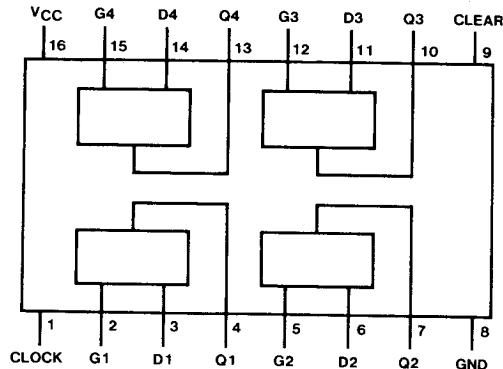 VCC G4 D4 Q4 G3 D3 Q3 CLEAR
16 15 14 13 12 11 10 9
1 2 3 4 5 6 7 8
CLOCK G1 D1 Q1 G2 D2 Q2 GND